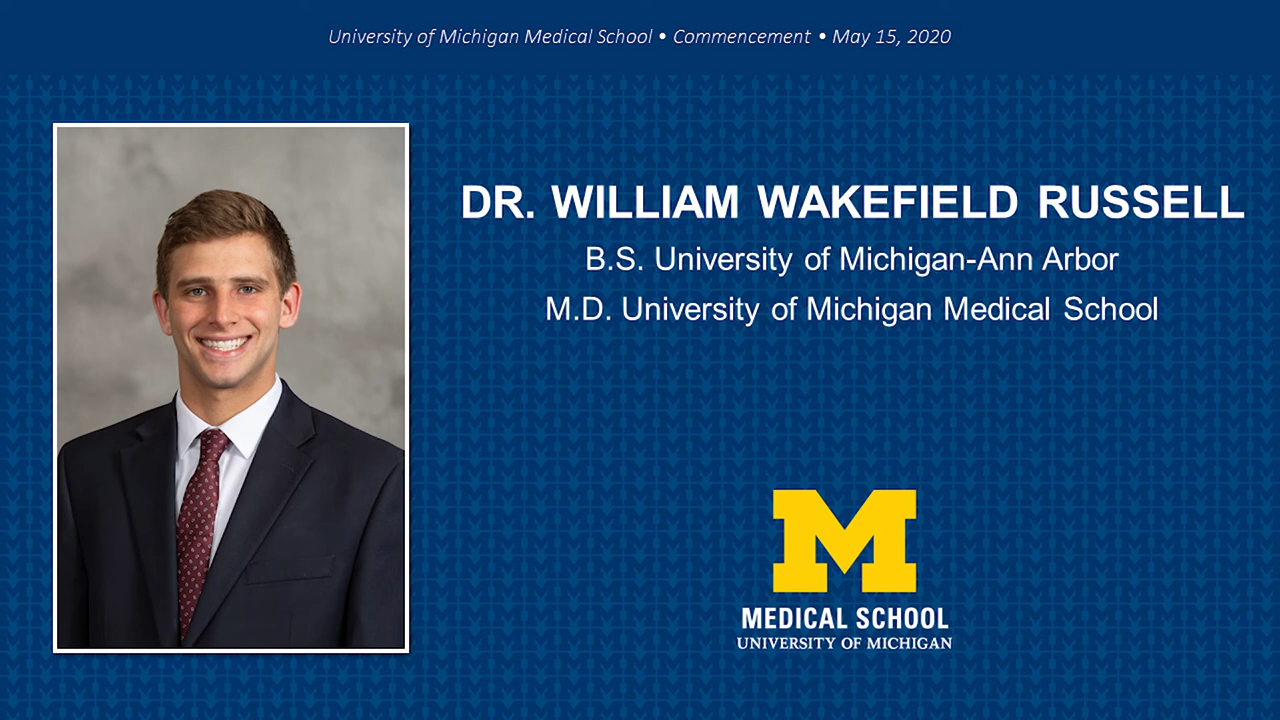 University of Michigan Medical School • Commencement • May 15, 2020
DR. WILLIAM WAKEFIELD RUSSELL
B.S. University of Michigan-Ann Arbor
M.D. University of Michigan Medical School
M
MEDICAL SCHOOL
UNIVERSITY OF MICHIGAN